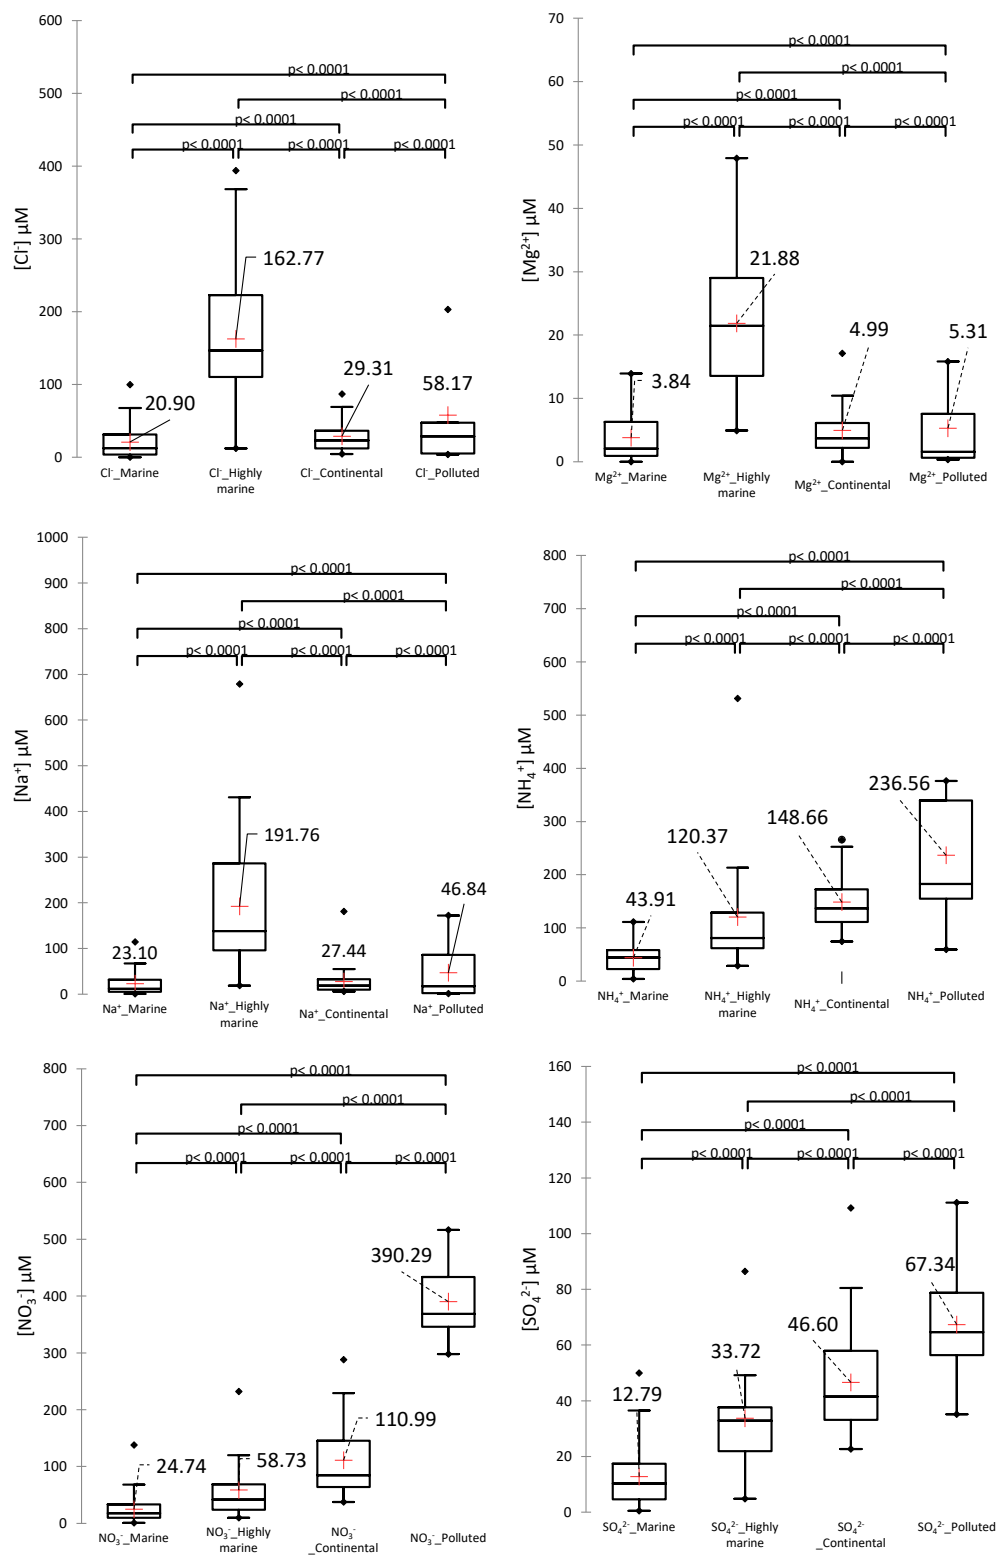 600
500
400
300
200
100
0
[Cl⁻] µM
p< 0.0001
p< 0.0001
p< 0.0001
p< 0.0001 p< 0.0001 p< 0.0001
20.90
162.77
29.31
58.17
Cl⁻_Marine Cl⁻_Highly marine Cl⁻_Continental Cl⁻_Polluted
70
60
50
40
30
20
10
0
[Mg²⁺] µM
p< 0.0001
p< 0.0001
p< 0.0001
p< 0.0001 p< 0.0001 p< 0.0001
3.84
21.88
4.99
5.31
Mg²⁺_Marine Mg²⁺_Highly marine Mg²⁺_Continental Mg²⁺_Polluted
1000
900
800
700
600
500
400
300
200
100
0
[Na⁺] µM
p< 0.0001
p< 0.0001
p< 0.0001
p< 0.0001 p< 0.0001 p< 0.0001
23.10
191.76
27.44
46.84
Na⁺_Marine Na⁺_Highly marine Na⁺_Continental Na⁺_Polluted
800
700
600
500
400
300
200
100
0
[NH₄⁺] µM
p< 0.0001
p< 0.0001
p< 0.0001
p< 0.0001 p< 0.0001 p< 0.0001
43.91
120.37
148.66
236.56
NH₄⁺_Marine NH₄⁺_Highly marine NH₄⁺_Continental NH₄⁺_Polluted
800
700
600
500
400
300
200
100
0
[NO₃⁻] µM
p< 0.0001
p< 0.0001
p< 0.0001
p< 0.0001 p< 0.0001 p< 0.0001
24.74
58.73
110.99
390.29
NO₃⁻_Marine NO₃⁻_Highly marine NO₃⁻_Continental NO₃⁻_Polluted
160
140
120
100
80
60
40
20
0
[SO₄²⁻] µM
p< 0.0001
p< 0.0001
p< 0.0001
p< 0.0001 p< 0.0001 p< 0.0001
12.79
33.72
46.60
67.34
SO₄²⁻_Marine SO₄²⁻_Highly marine SO₄²⁻_Continental SO₄²⁻_Polluted